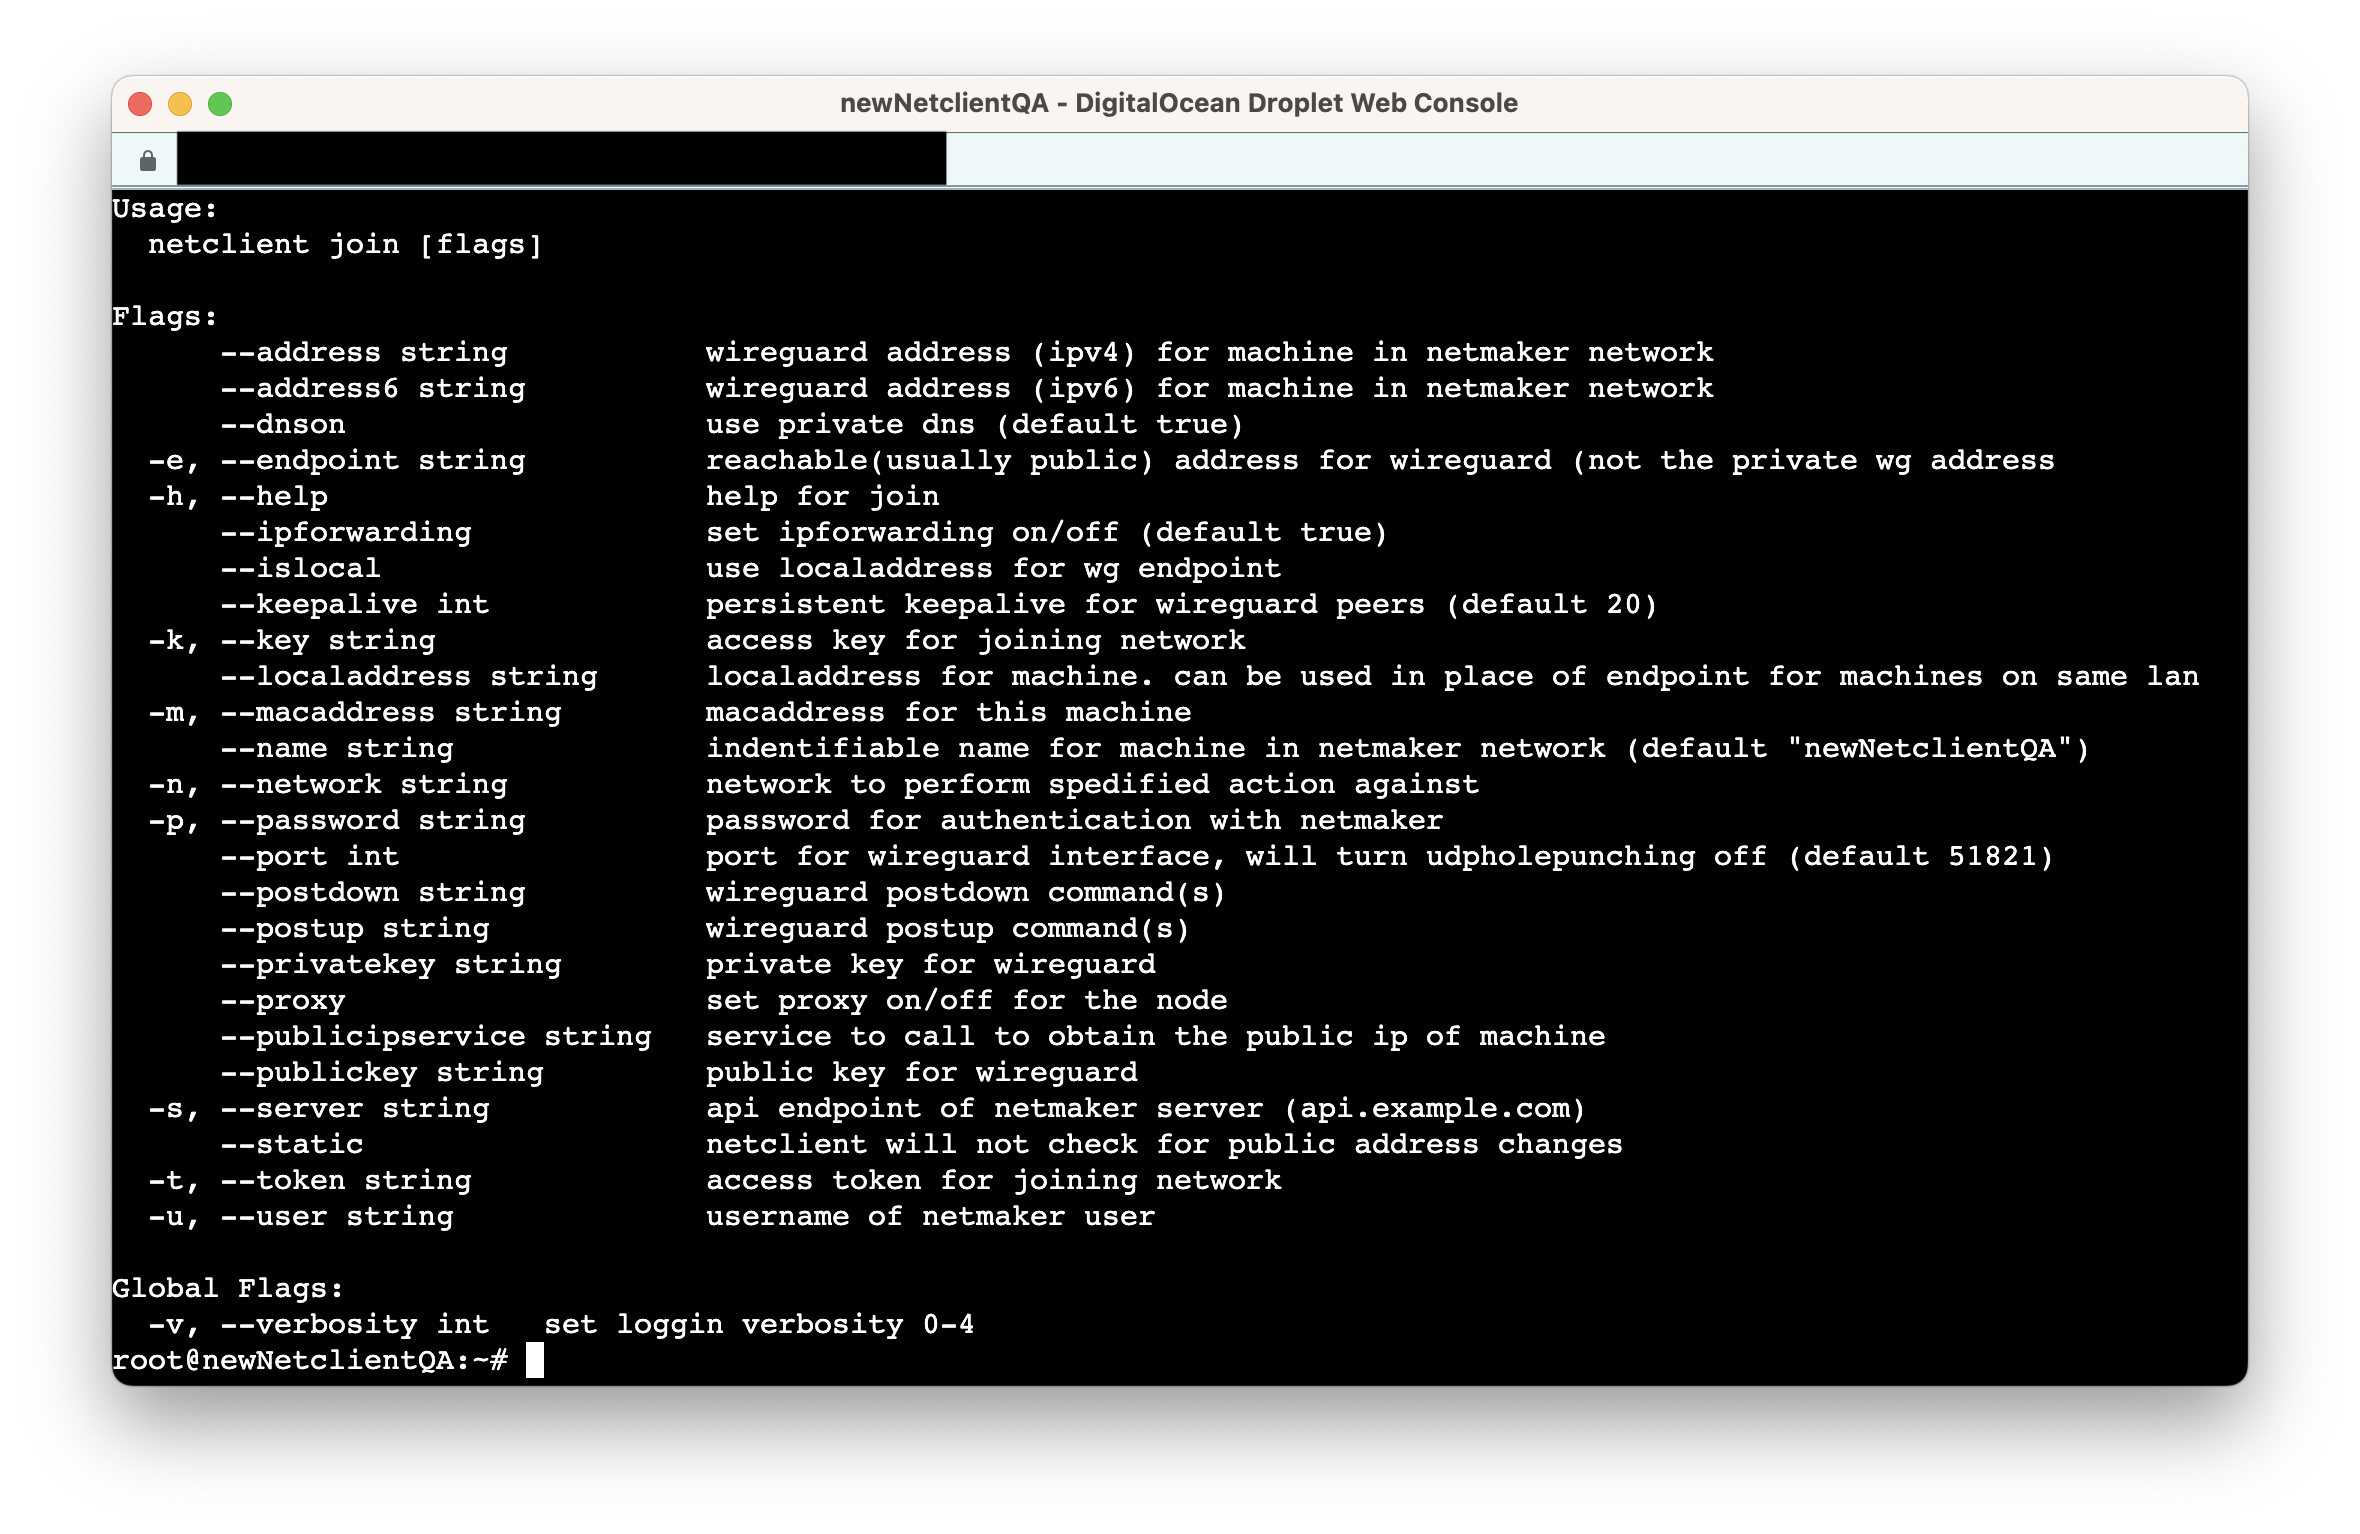 newNetclientQA - DigitalOcean Droplet Web Console
Usage:
  netclient join [flags]

Flags:
      --address string           wireguard address (ipv4) for machine in netmaker network
      --address6 string          wireguard address (ipv6) for machine in netmaker network
      --dnson                    use private dns (default true)
  -e, --endpoint string          reachable(usually public) address for wireguard (not the private wg address
  -h, --help                     help for join
      --ipforwarding             set ipforwarding on/off (default true)
      --islocal                  use localaddress for wg endpoint
      --keepalive int            persistent keepalive for wireguard peers (default 20)
  -k, --key string               access key for joining network
      --localaddress string      localaddress for machine. can be used in place of endpoint for machines on same lan
  -m, --macaddress string        macaddress for this machine
      --name string              indentifiable name for machine in netmaker network (default "newNetclientQA")
  -n, --network string           network to perform spedified action against
  -p, --password string          password for authentication with netmaker
      --port int                 port for wireguard interface, will turn udpholepunching off (default 51821)
      --postdown string          wireguard postdown command(s)
      --postup string            wireguard postup command(s)
      --privatekey string        private key for wireguard
      --proxy                    set proxy on/off for the node
      --publicipservice string   service to call to obtain the public ip of machine
      --publickey string         public key for wireguard
  -s, --server string            api endpoint of netmaker server (api.example.com)
      --static                   netclient will not check for public address changes
  -t, --token string             access token for joining network
  -u, --user string              username of netmaker user

Global Flags:
  -v, --verbosity int   set loggin verbosity 0-4
root@newNetclientQA:~#